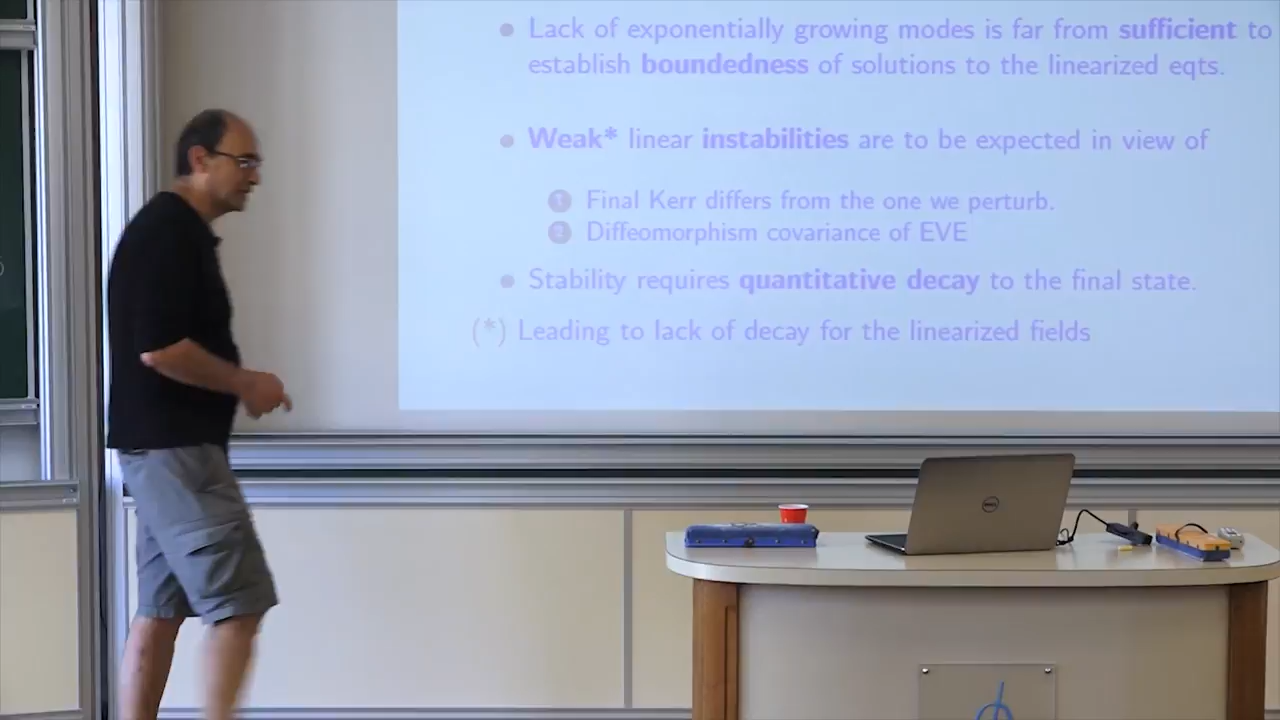 Lack of exponentially growing modes is far from sufficient to
establish boundedness of solutions to the linearized eqts.
Weak* linear instabilities are to be expected in view of
1 Final Kerr differs from the one we perturb.
2 Diffeomorphism covariance of EVE
Stability requires quantitative decay to the final state.
(*) Leading to lack of decay for the linearized fields
DELL